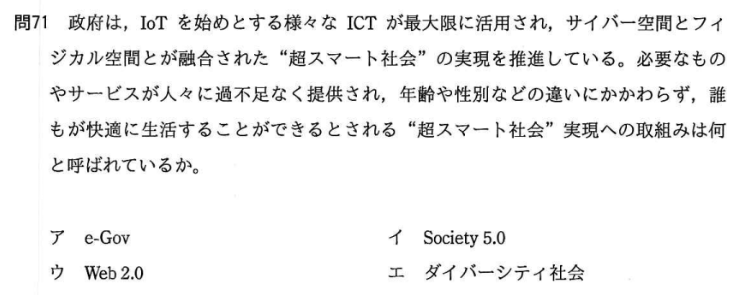 問71 政府は，IoT を始めとする様々な ICT が最大限に活用され，サイバー空間とフィ
ジカル空間とが融合された“超スマート社会”の実現を推進している。必要なもの
やサービスが人々に過不足なく提供され，年齢や性別などの違いにかかわらず，誰
もが快適に生活することができるとされる“超スマート社会”実現への取組みは何
と呼ばれているか。
ア e-Gov イ Society 5.0
ウ Web 2.0 エ ダイバーシティ社会